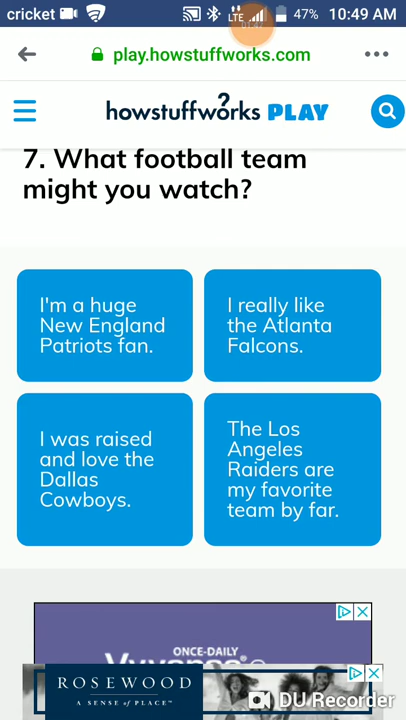 cricket LTE 47% 10:49 AM
play.howstuffworks.com
howstuffworks PLAY
7. What football team
might you watch?
I'm a huge
New England
Patriots fan.
I really like
the Atlanta
Falcons.
I was raised
and love the
Dallas
Cowboys.
The Los
Angeles
Raiders are
my favorite
team by far.
ONCE-DAILY
ROSEWOOD
A SENSE of PLACE™
DU Recorder